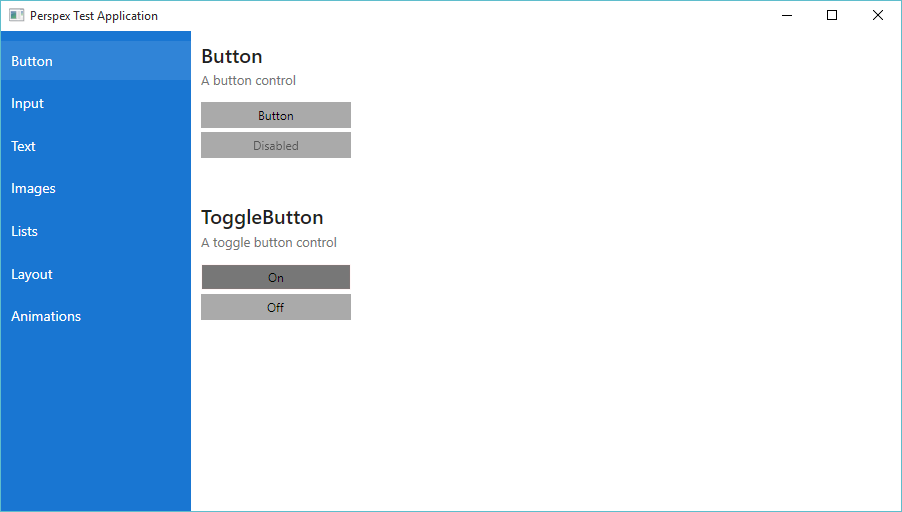 Perspex Test Application
Button
Input
Text
Images
Lists
Layout
Animations
Button
A button control
Button
Disabled
ToggleButton
A toggle button control
On
Off